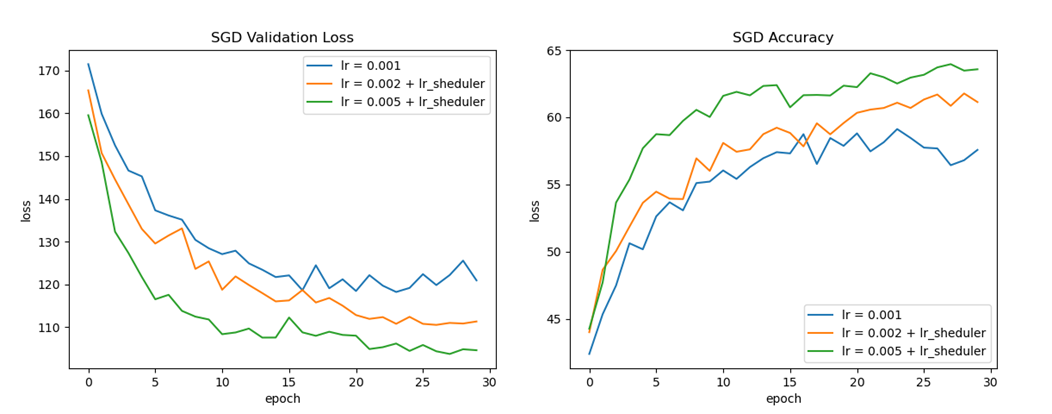 SGD Validation Loss
170
160
150
140
130
120
110
loss
lr = 0.001
lr = 0.002 + lr_sheduler
lr = 0.005 + lr_sheduler
0 5 10 15 20 25 30
epoch
SGD Accuracy
65
60
55
50
45
loss
lr = 0.001
lr = 0.002 + lr_sheduler
lr = 0.005 + lr_sheduler
0 5 10 15 20 25 30
epoch